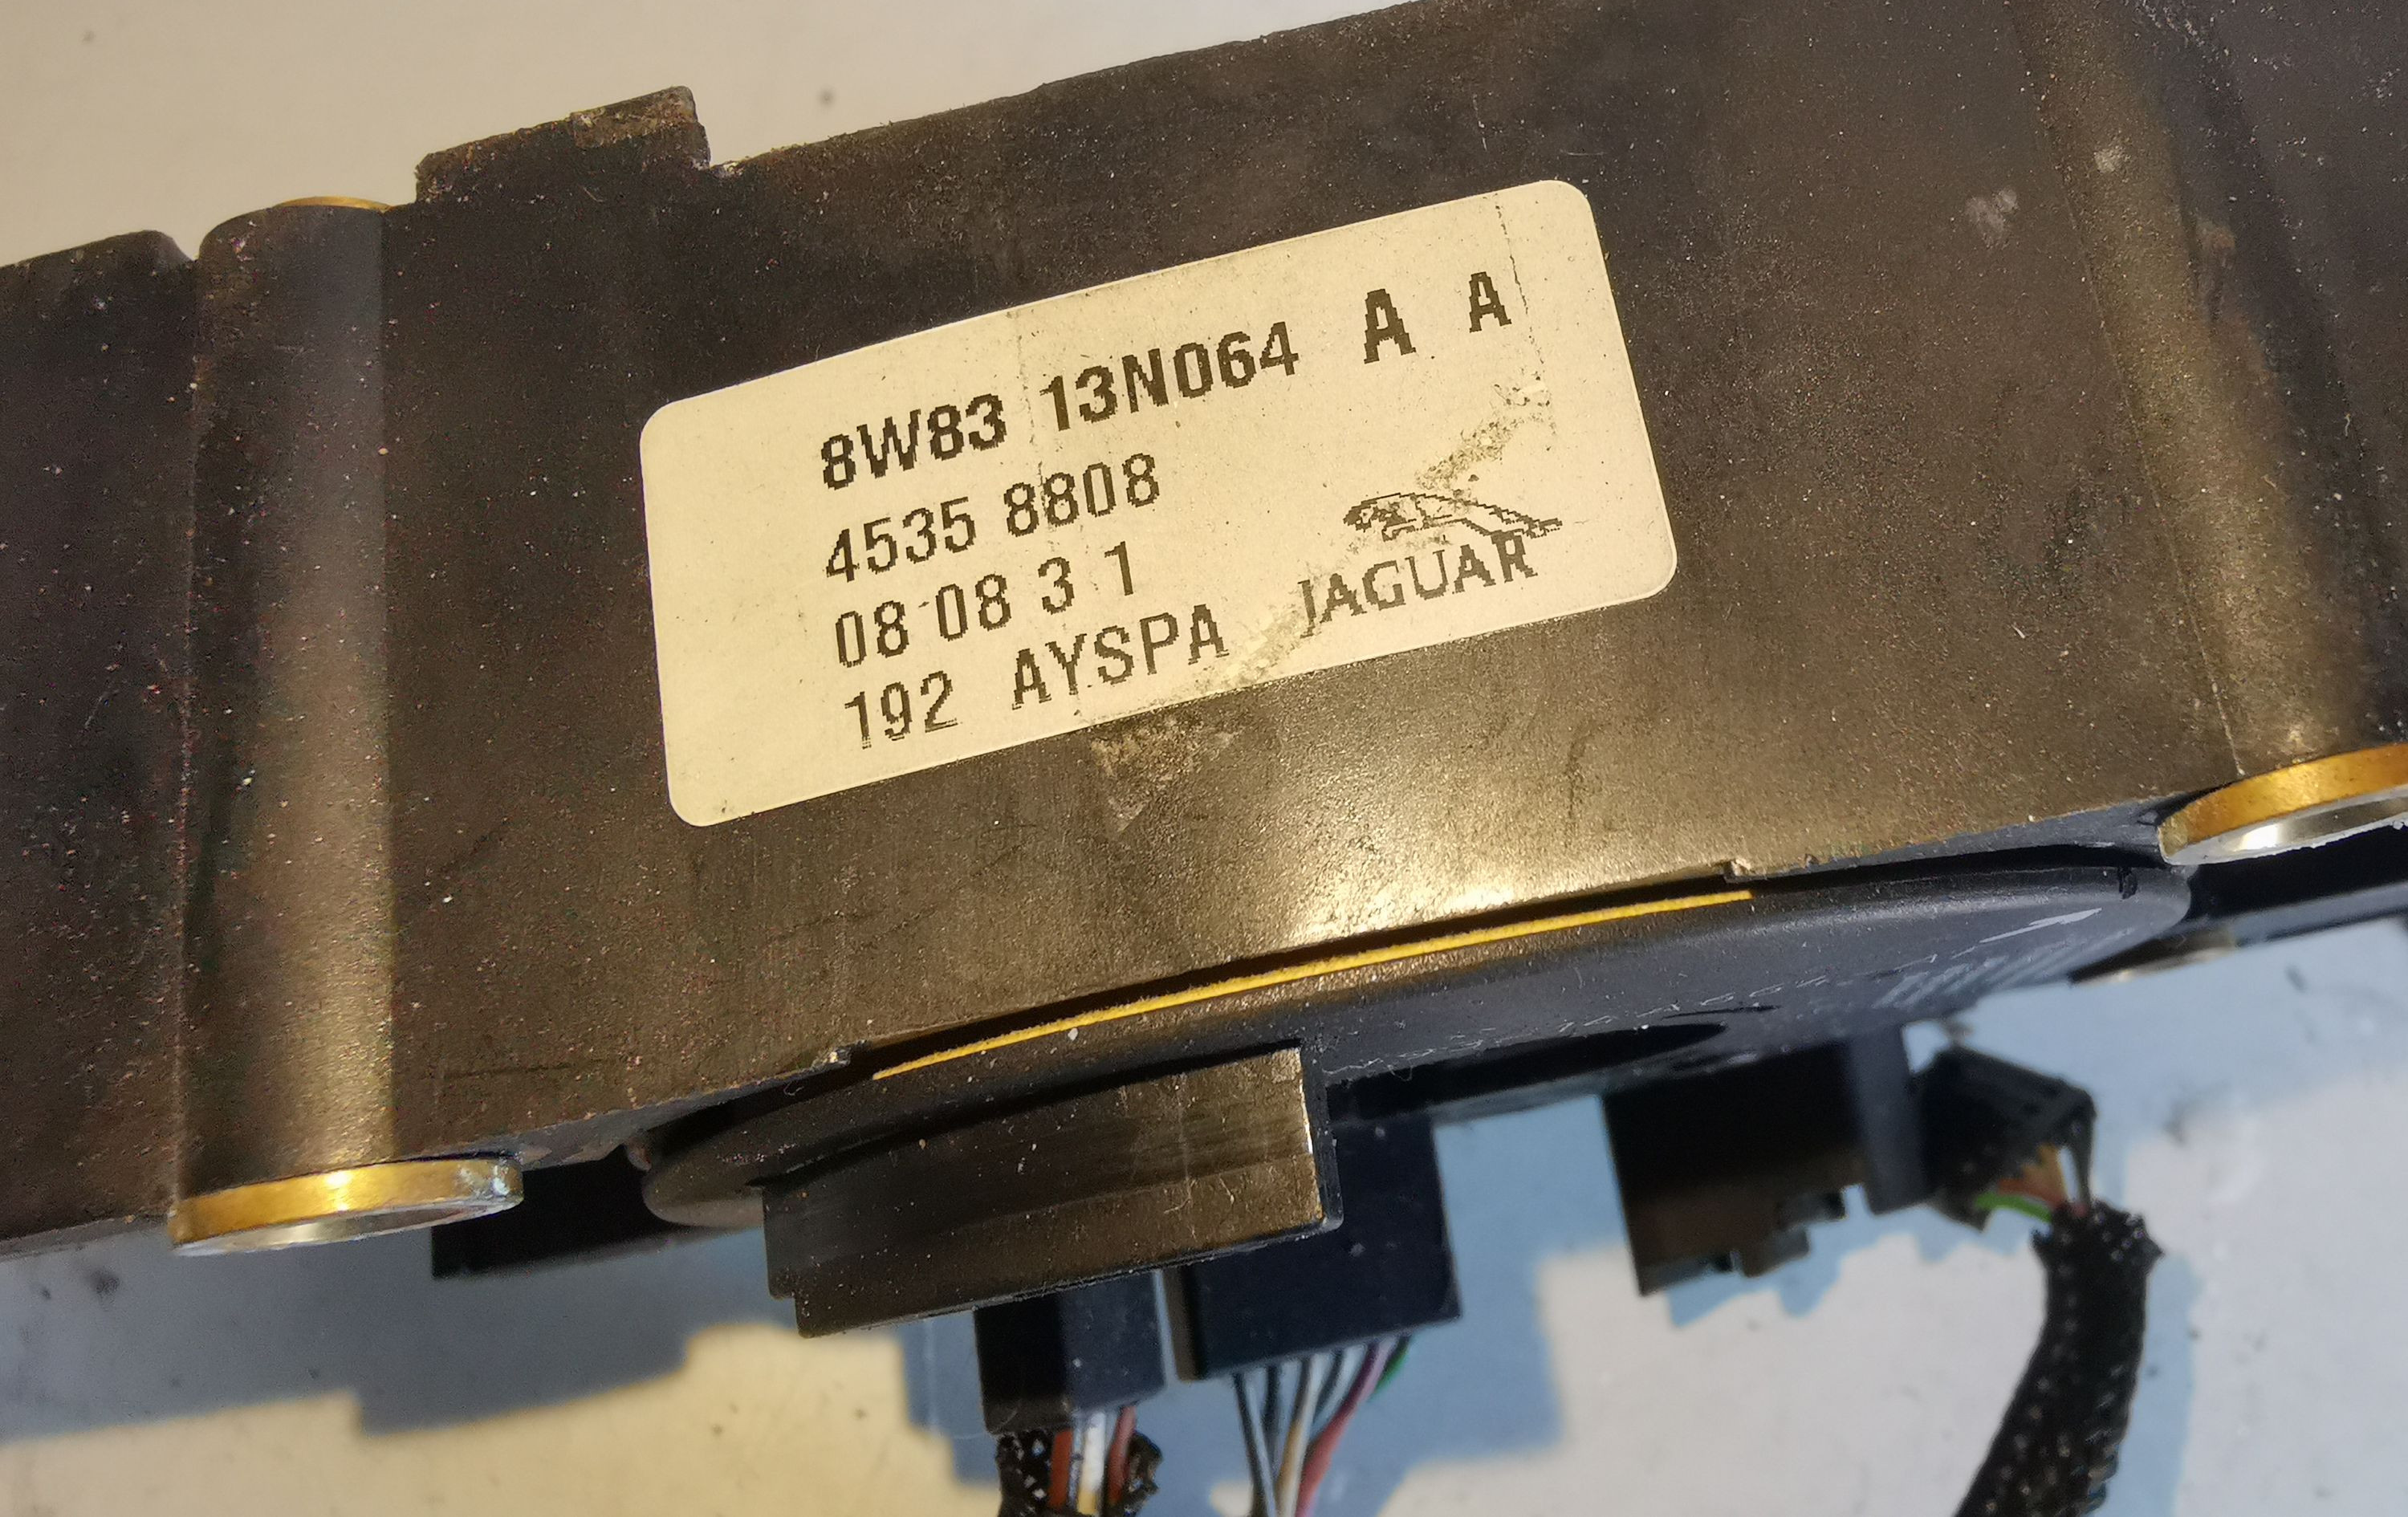 8W83 13N064 A A
4535 8808
08 08 3 1
192 AYSPA
JAGUAR